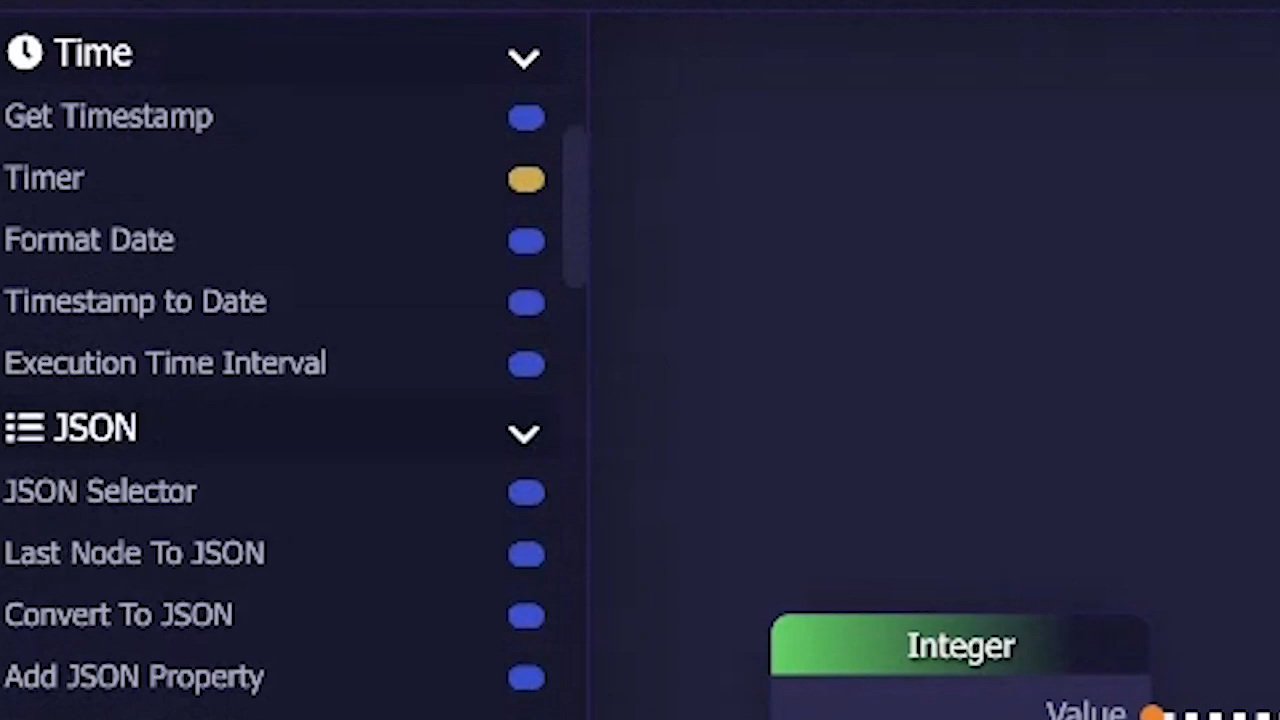 Time
Get Timestamp
Timer
Format Date
Timestamp to Date
Execution Time Interval
JSON
JSON Selector
Last Node To JSON
Convert To JSON
Add JSON Property
Integer
Value